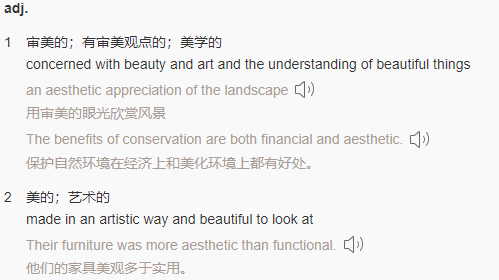 adj.
1 审美的；有审美观点的；美学的
concerned with beauty and art and the understanding of beautiful things
an aesthetic appreciation of the landscape
用审美的眼光欣赏风景
The benefits of conservation are both financial and aesthetic.
保护自然环境在经济上和美化环境上都有好处。
2 美的；艺术的
made in an artistic way and beautiful to look at
Their furniture was more aesthetic than functional.
他们的家具美观多于实用。